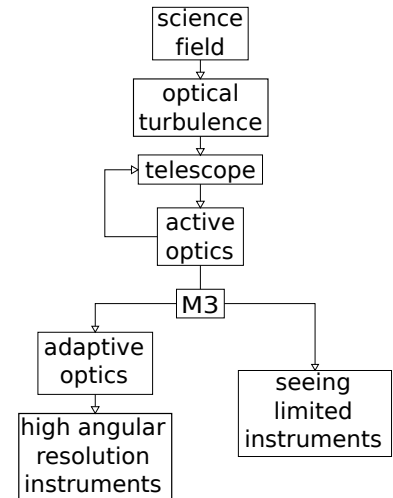 science
field
optical
turbulence
telescope
active
optics
M3
adaptive
optics
high angular
resolution
instruments
seeing
limited
instruments